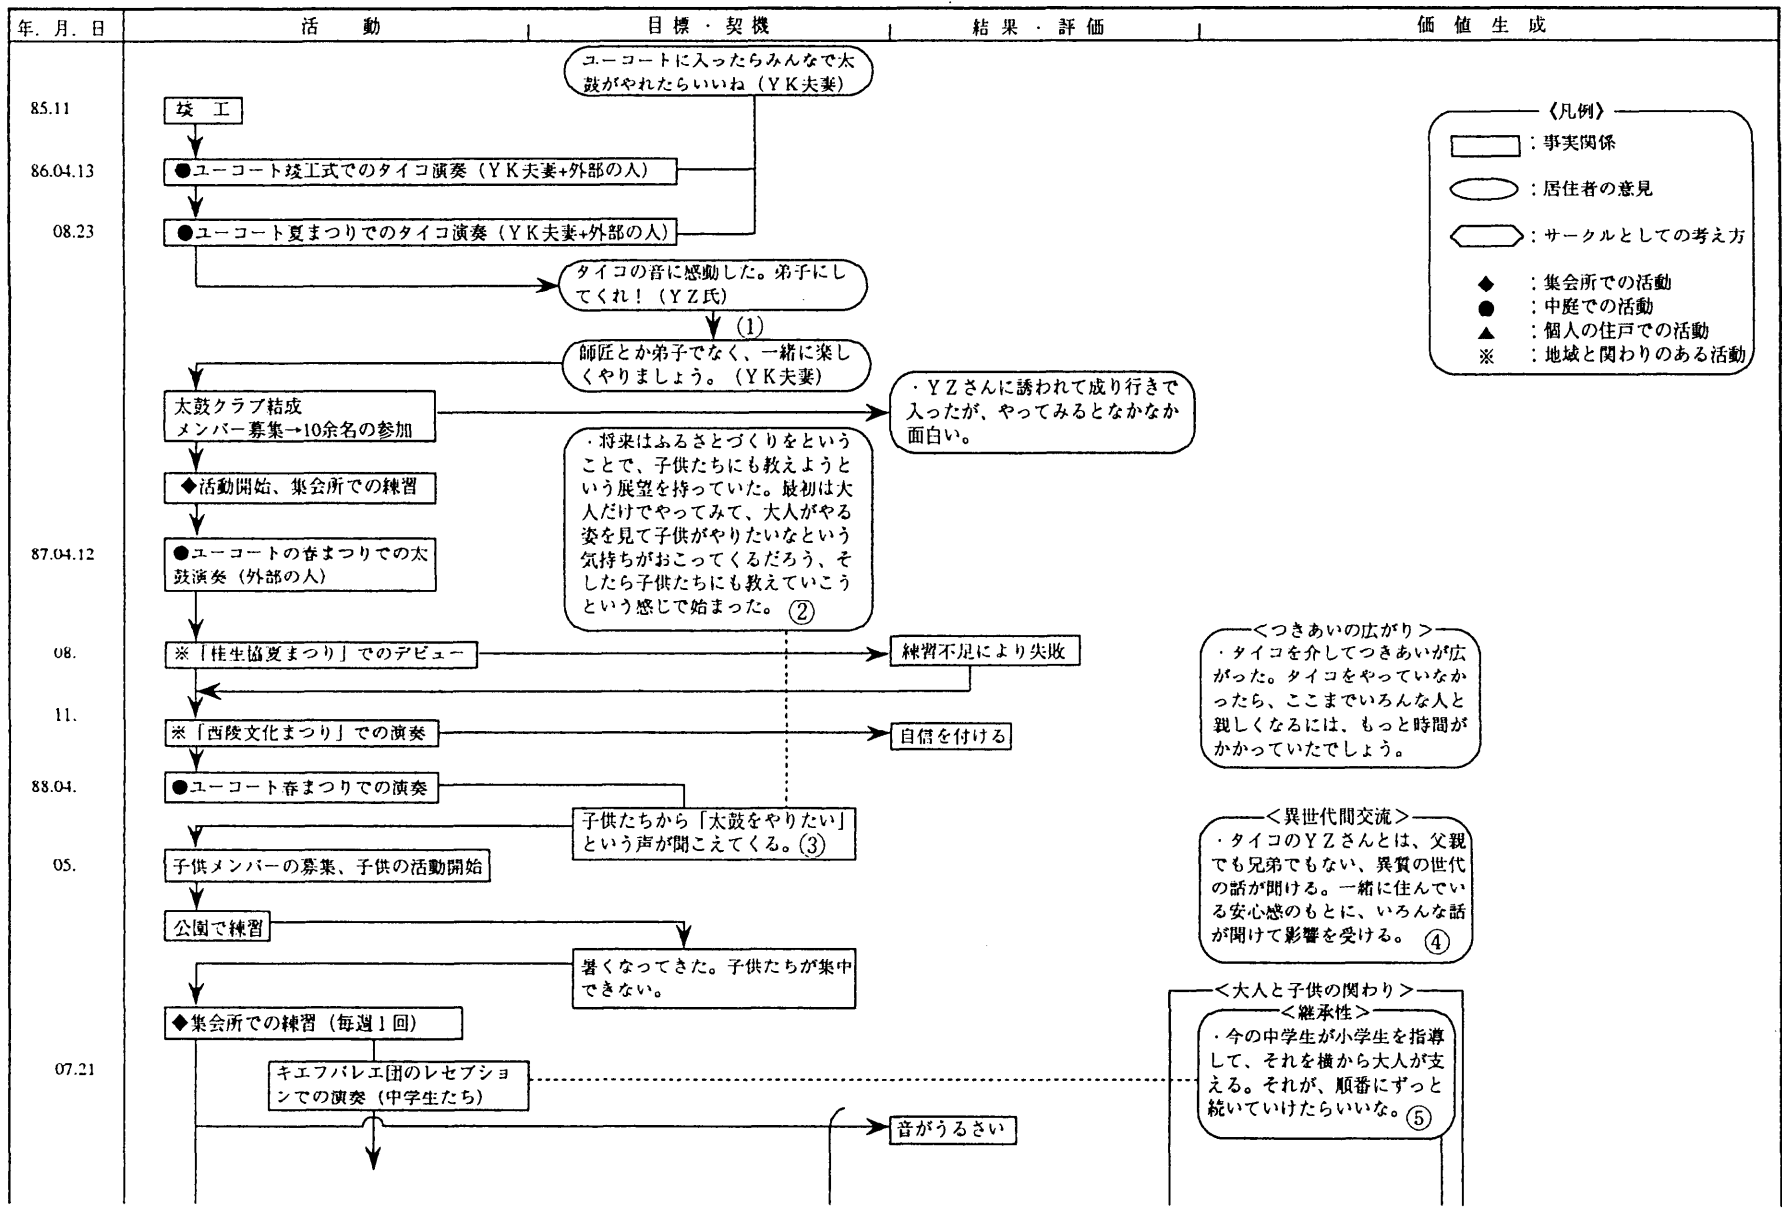 年.月.日 活動 目標・契機 結果・評価 価値生成
ユーコートに入ったらみんなで太
鼓がやれたらいいね（YK夫妻）
85.11
竣 工
86.04.13
●ユーコート竣工式でのタイコ演奏（YK夫妻+外部の人）
08.23
●ユーコート夏まつりでのタイコ演奏（YK夫妻+外部の人）
タイコの音に感動した。弟子にし
てくれ！（YZ氏）
①
師匠とか弟子でなく、一緒に楽し
くやりましょう。（YK夫妻）
太鼓クラブ結成
メンバー募集→10余名の参加
・YZさんに誘われて成り行きで
入ったが、やってみるとなかなか
面白い。
・将来はふるさとづくりをという
ことで、子供たちにも教えようと
いう展望を持っていた。最初は大
人だけでやってみて、大人がやる
姿を見て子供がやりたいなという
気持ちがおこってくるだろう、そ
したら子供たちにも教えていこう
という感じで始まった。 ②
◆活動開始、集会所での練習
87.04.12
●ユーコートの春まつりでの太
鼓演奏（外部の人）
08.
※「桂生協夏まつり」でのデビュー
練習不足により失敗
11.
※「西陵文化まつり」での演奏
自信を付ける
88.04.
●ユーコート春まつりでの演奏
子供たちから「太鼓をやりたい」
という声が聞こえてくる。③
05.
子供メンバーの募集、子供の活動開始
公園で練習
暑くなってきた。子供たちが集中
できない。
◆集会所での練習（毎週1回）
07.21
キエフバレエ団のレセプショ
ンでの演奏（中学生たち）
音がうるさい
《凡例》
：事実関係
：居住者の意見
：サークルとしての考え方
◆ ：集会所での活動
● ：中庭での活動
▲ ：個人の住戸での活動
※ ：地域と関わりのある活動
＜つきあいの広がり＞
・タイコを介してつきあいが広
がった。タイコをやっていなか
ったら、ここまでいろんな人と
親しくなるには、もっと時間が
かかっていたでしょう。
＜異世代間交流＞
・タイコのYZさんとは、父親
でも兄弟でもない、異質の世代
の話が聞ける。一緒に住んでい
る安心感のもとに、いろんな話
が聞けて影響を受ける。 ④
＜大人と子供の関わり＞
＜継承性＞
・今の中学生が小学生を指導
して、それを横から大人が支
える。それが、順番にずっと
続いていけたらいいな。⑤